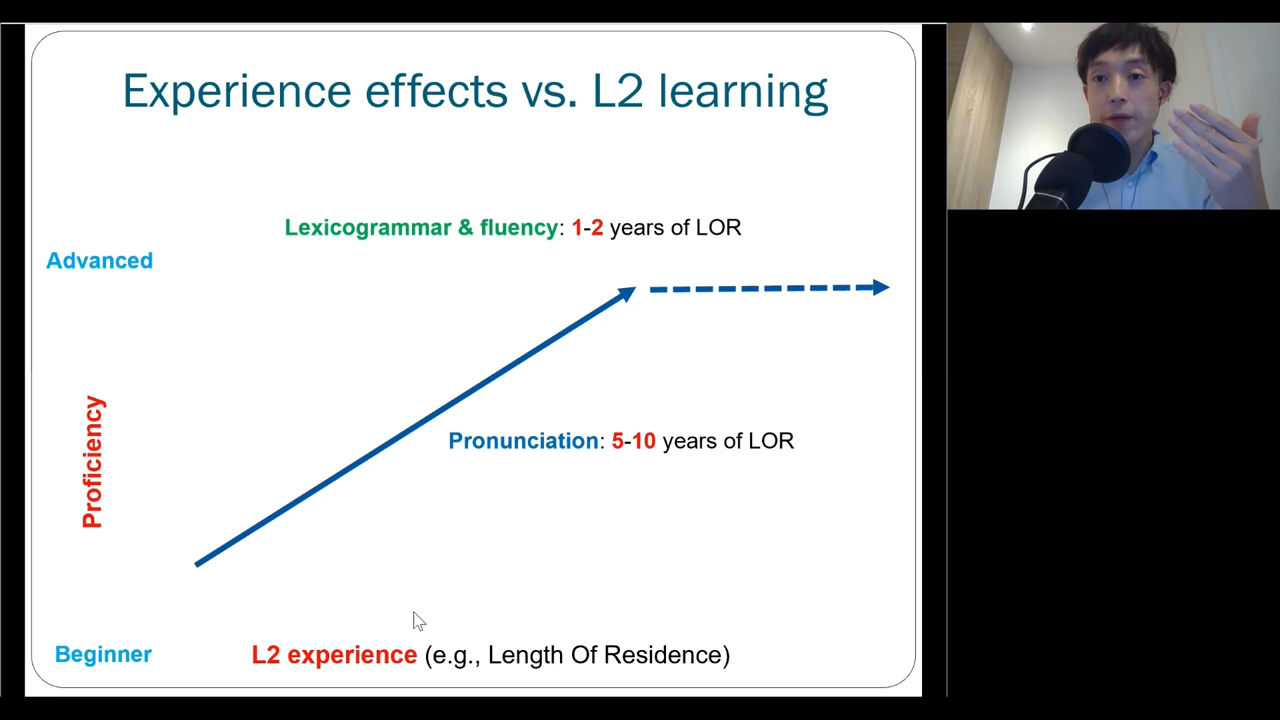 Experience effects vs. L2 learning
Lexicogrammar & fluency: 1-2 years of LOR
Advanced
Proficiency
Pronunciation: 5-10 years of LOR
Beginner
L2 experience (e.g., Length Of Residence)